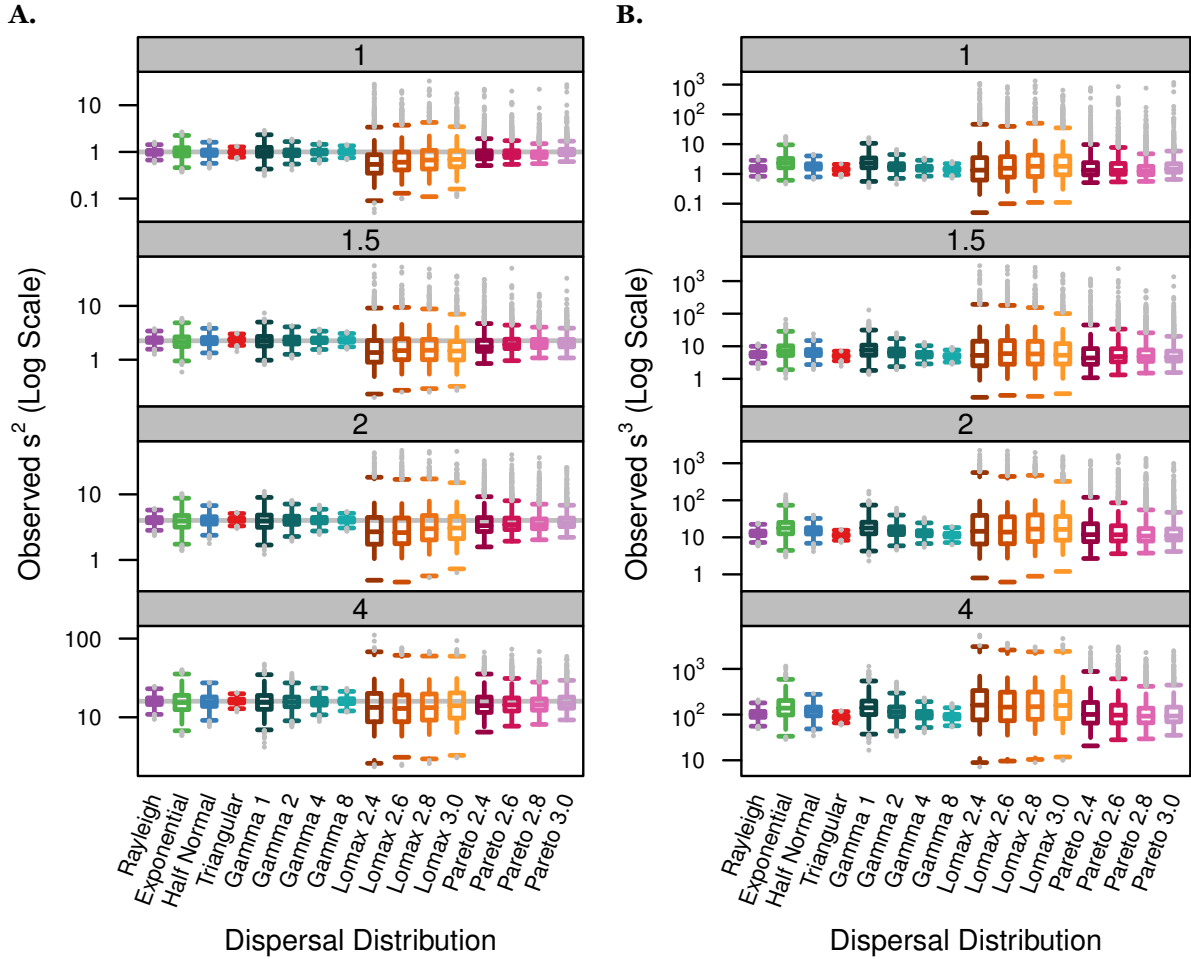 A.
B.
1
10
1
0.1
1.5
10
1
2
10
1
4
100
10
Observed s² (Log Scale)
Rayleigh
Exponential
Half Normal
Triangular
Gamma 1
Gamma 2
Gamma 4
Gamma 8
Lomax 2.4
Lomax 2.6
Lomax 2.8
Lomax 3.0
Pareto 2.4
Pareto 2.6
Pareto 2.8
Pareto 3.0
Dispersal Distribution
1
10³
10²
10
1
0.1
1.5
10³
10²
10
1
2
10³
10²
10
1
4
10³
10²
10
Observed s³ (Log Scale)
Rayleigh
Exponential
Half Normal
Triangular
Gamma 1
Gamma 2
Gamma 4
Gamma 8
Lomax 2.4
Lomax 2.6
Lomax 2.8
Lomax 3.0
Pareto 2.4
Pareto 2.6
Pareto 2.8
Pareto 3.0
Dispersal Distribution